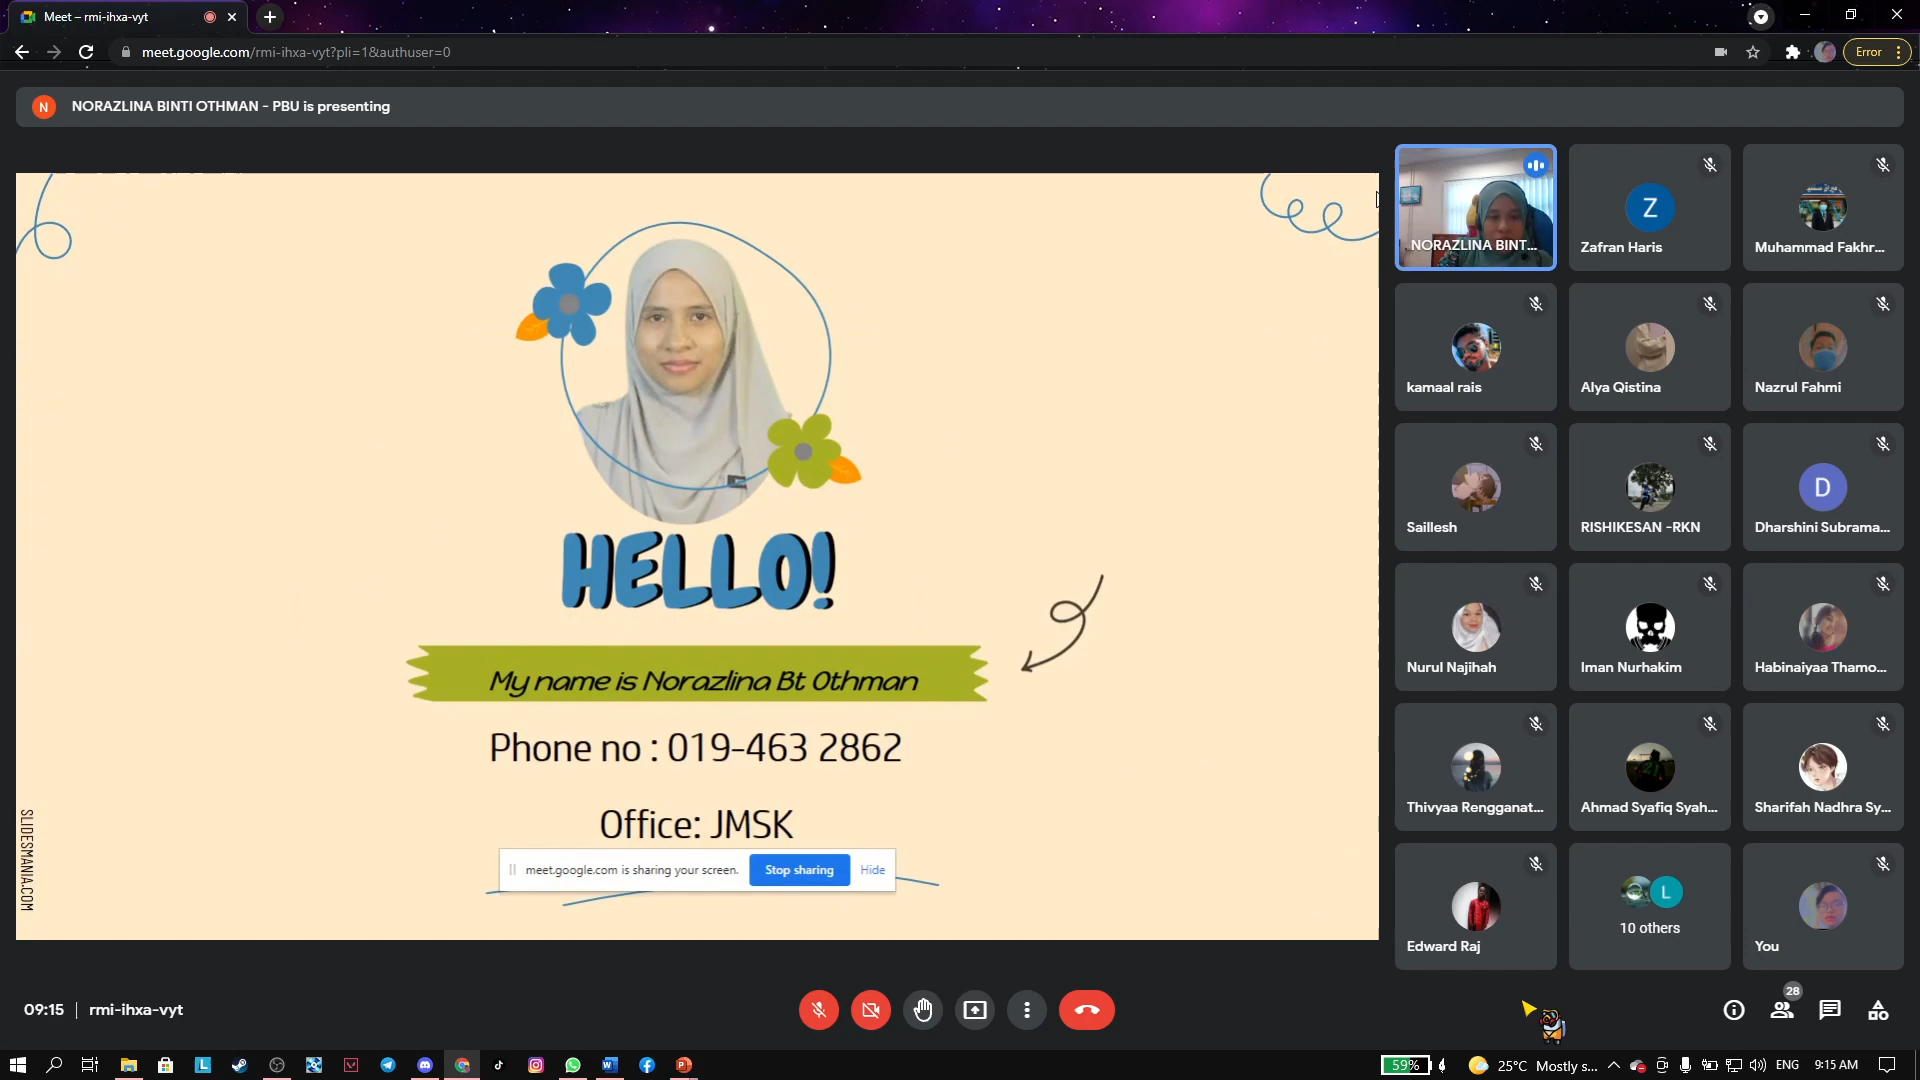 Meet – rmi-ihxa-vyt
meet.google.com/rmi-ihxa-vyt?pli=1&authuser=0
Error
N
NORAZLINA BINTI OTHMAN - PBU is presenting
HELLO!
My name is Norazlina Bt Othman
Phone no : 019-463 2862
Office: JMSK
meet.google.com is sharing your screen.
Stop sharing
Hide
SLIDESMANIA.COM
NORAZLINA BINT...
Z
Zafran Haris
Muhammad Fakhr...
kamaal rais
Alya Qistina
Nazrul Fahmi
Saillesh
RISHIKESAN -RKN
D
Dharshini Subrama...
Nurul Najihah
Iman Nurhakim
Habinaiyaa Thamo...
Thivyaa Rengganat...
Ahmad Syafiq Syah...
Sharifah Nadhra Sy...
Edward Raj
L
10 others
You
09:15 | rmi-ihxa-vyt
28
59%
25°C Mostly s...
ENG
9:15 AM